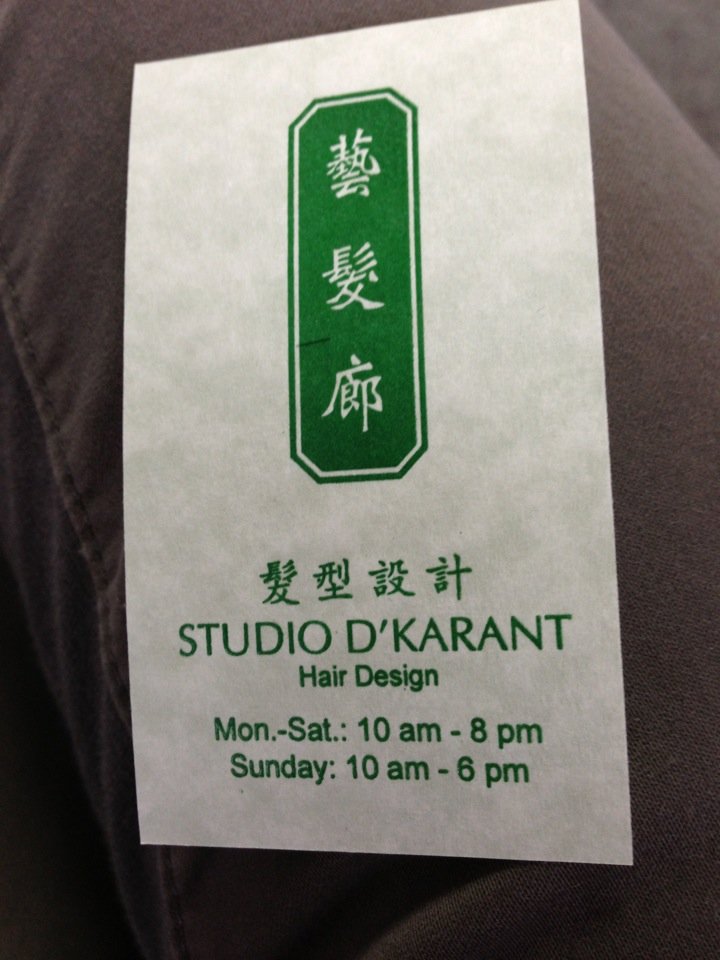 藝髮廊
髮型設計
STUDIO D'KARANT
Hair Design
Mon.-Sat.: 10 am - 8 pm
Sunday: 10 am - 6 pm